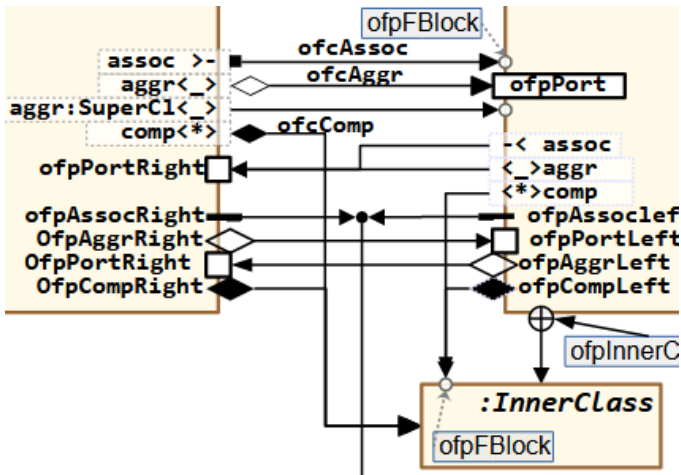 ofpFBlock
ofcAssoc
assoc >-
ofcAggr
aggr<_>
ofpPort
aggr:SuperCl<_>
comp<*>
ofcComp
-< assoc
ofpPortRight
<_>aggr
<*>comp
ofpAssocRight
ofpAssoclef
OfpAggrRight
ofpPortLeft
OfpPortRight
ofpAggrLeft
OfpCompRight
ofpCompLeft
ofpInnerC
:InnerClass
ofpFBlock